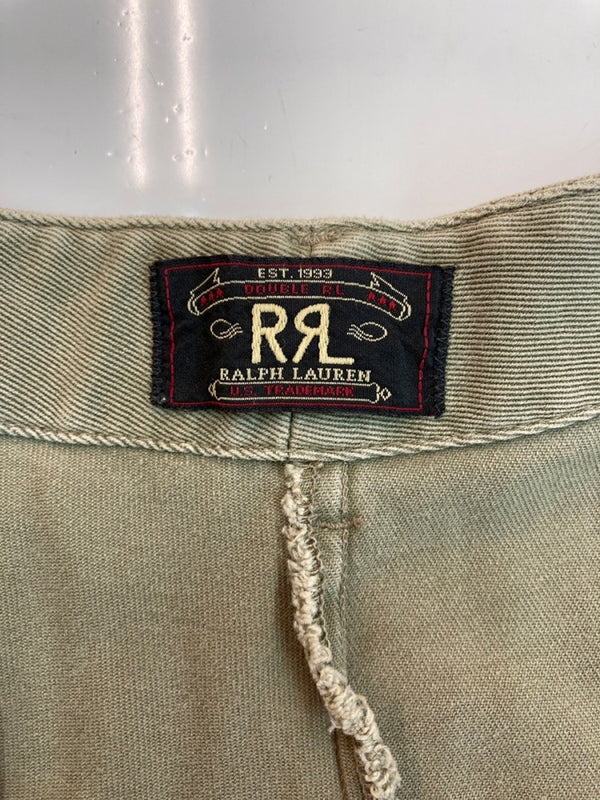 EST. 1993
DOUBLE RL
RRL
RALPH LAUREN
U.S. TRADEMARK